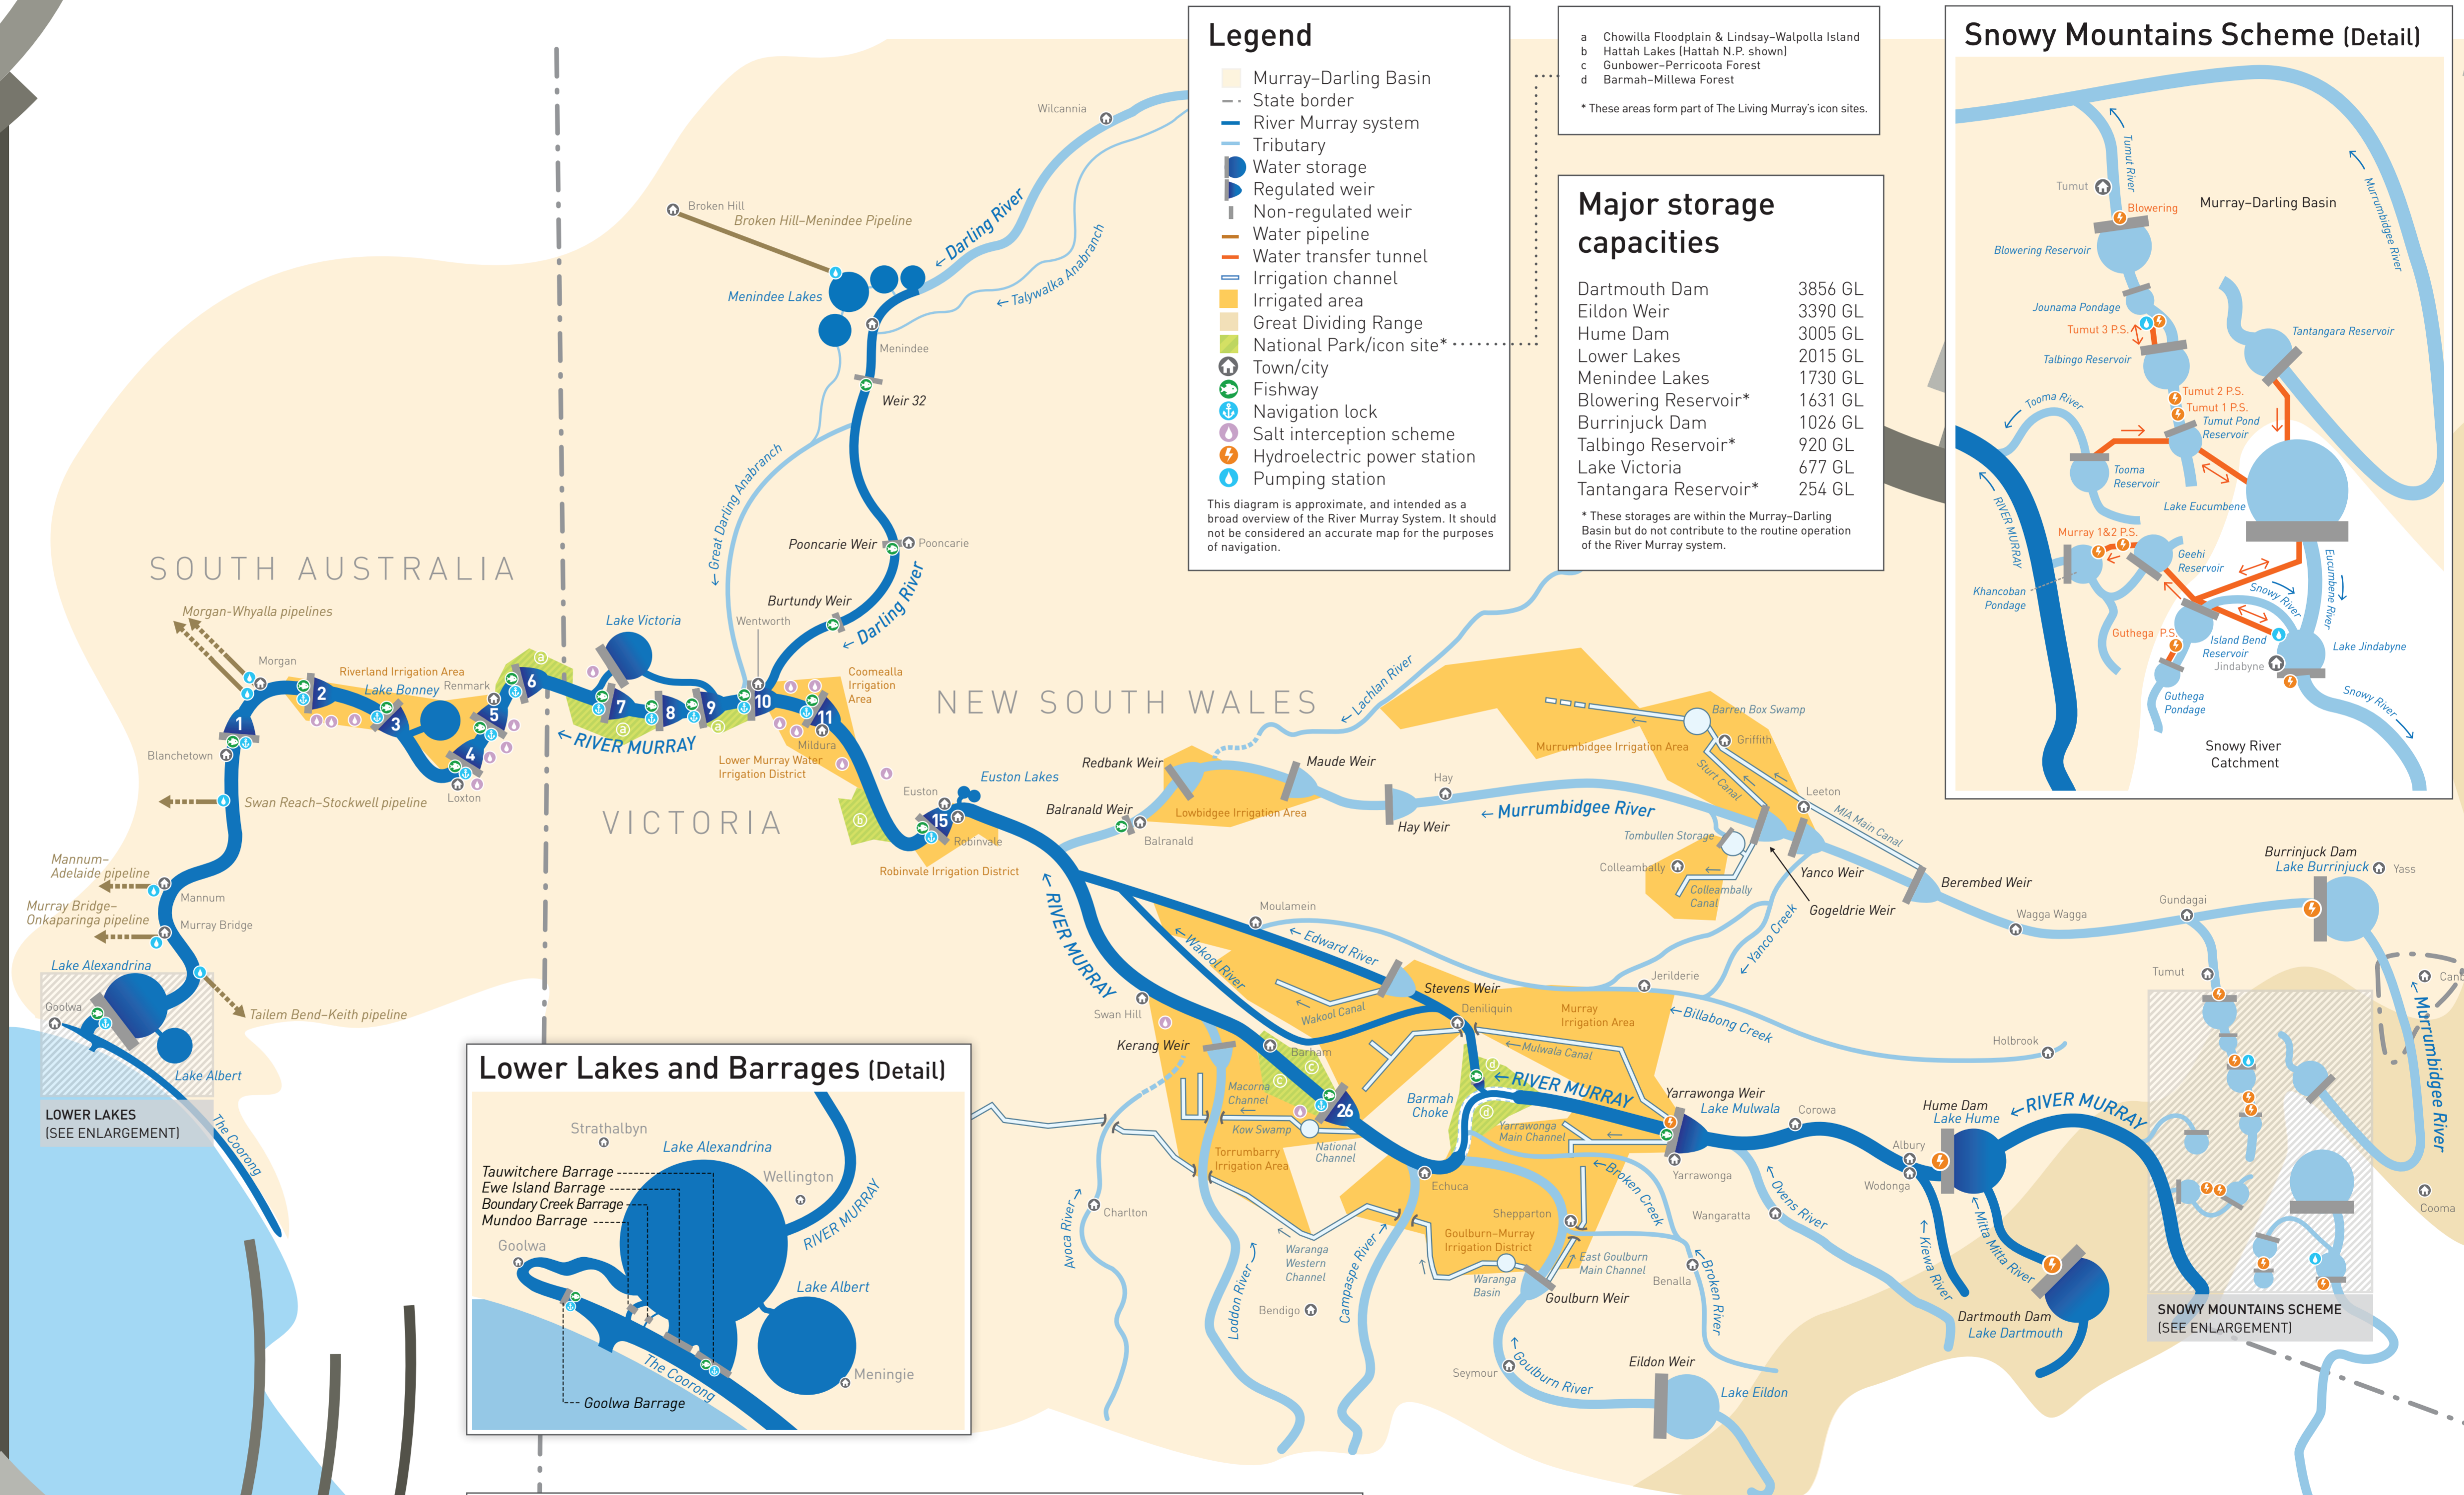 Legend
Murray–Darling Basin
State border
River Murray system
Tributary
Water storage
Regulated weir
Non-regulated weir
Water pipeline
Water transfer tunnel
Irrigation channel
Irrigated area
Great Dividing Range
National Park/icon site*
Town/city
Fishway
Navigation lock
Salt interception scheme
Hydroelectric power station
Pumping station
This diagram is approximate, and intended as a
broad overview of the River Murray System. It should
not be considered an accurate map for the purposes
of navigation.
a Chowilla Floodplain & Lindsay–Walpolla Island
b Hattah Lakes (Hattah N.P. shown)
c Gunbower–Perricoota Forest
d Barmah–Millewa Forest
* These areas form part of The Living Murray's icon sites.
Major storage
capacities
Dartmouth Dam 3856 GL
Eildon Weir 3390 GL
Hume Dam 3005 GL
Lower Lakes 2015 GL
Menindee Lakes 1730 GL
Blowering Reservoir* 1631 GL
Burrinjuck Dam 1026 GL
Talbingo Reservoir* 920 GL
Lake Victoria 677 GL
Tantangara Reservoir* 254 GL
* These storages are within the Murray–Darling
Basin but do not contribute to the routine operation
of the River Murray system.
Snowy Mountains Scheme (Detail)
Tumut River
Tumut
Blowering
Murray–Darling Basin
Murrumbidgee River
Blowering Reservoir
Jounama Pondage
Tumut 3 P.S.
Tantangara Reservoir
Talbingo Reservoir
Tumut 2 P.S.
Tumut 1 P.S.
Tumut Pond
Reservoir
Tooma River
Tooma
Reservoir
Lake Eucumbene
RIVER MURRAY
Murray 1&2 P.S.
Geehi
Reservoir
Khancoban
Pondage
Eucumbene River
Snowy River
Guthega P.S.
Island Bend
Reservoir
Jindabyne
Lake Jindabyne
Guthega
Pondage
Snowy River
Snowy River
Catchment
Wilcannia
Broken Hill
Broken Hill–Menindee Pipeline
← Darling River
← Talywalka Anabranch
Menindee Lakes
Menindee
Weir 32
← Great Darling Anabranch
Pooncarie Weir
Pooncarie
Burtundy Weir
← Darling River
Wentworth
Lake Victoria
SOUTH AUSTRALIA
NEW SOUTH WALES
VICTORIA
Morgan-Whyalla pipelines
Morgan
Riverland Irrigation Area
Lake Bonney
Renmark
Coomealla
Irrigation
Area
1
2
3
4
5
6
7
8
9
10
11
15
26
a
a
a
b
c
c
d
d
← RIVER MURRAY
Blanchetown
Loxton
Mildura
Lower Murray Water
Irrigation District
Swan Reach–Stockwell pipeline
Euston
Euston Lakes
Robinvale
Robinvale Irrigation District
Mannum–
Adelaide pipeline
Mannum
Murray Bridge–
Onkaparinga pipeline
Murray Bridge
Lake Alexandrina
Goolwa
Tailem Bend–Keith pipeline
Lake Albert
LOWER LAKES
(SEE ENLARGEMENT)
The Coorong
← Lachlan River
Redbank Weir
Maude Weir
Balranald Weir
Balranald
Lowbidgee Irrigation Area
Hay
Hay Weir
← Murrumbidgee River
Murrumbidgee Irrigation Area
Barren Box Swamp
Griffith
Sturt Canal
Leeton
MIA Main Canal
Tombullen Storage
Colleambally
Colleambally
Canal
Yanco Weir
Gogeldrie Weir
Berembed Weir
← Yanco Creek
Wagga Wagga
Gundagai
Burrinjuck Dam
Lake Burrinjuck
Yass
Tumut
← Murrumbidgee River
Cooma
← RIVER MURRAY
Moulamein
← Edward River
← Wakool River
Stevens Weir
Wakool Canal
Deniliquin
Jerilderie
Murray
Irrigation Area
← Billabong Creek
Holbrook
Swan Hill
Kerang Weir
Barham
← Mulwala Canal
← RIVER MURRAY
Macorna
Channel
Kow Swamp
National
Channel
Torrumbarry
Irrigation Area
Barmah
Choke
Yarrawonga
Main Channel
Yarrawonga Weir
Lake Mulwala
Corowa
Yarrawonga
Hume Dam
Lake Hume
← RIVER MURRAY
Albury
Wodonga
Echuca
← Broken Creek
← Ovens River
Wangaratta
← Kiewa River
← Mitta Mitta River
Charlton
Avoca River →
Shepparton
Goulburn–Murray
Irrigation District
Waranga
Western
Channel
East Goulburn
Main Channel
Waranga
Basin
Goulburn Weir
Benalla
← Broken River
Bendigo
Loddon River →
Campaspe River →
Seymour
← Goulburn River
Eildon Weir
Lake Eildon
Dartmouth Dam
Lake Dartmouth
SNOWY MOUNTAINS SCHEME
(SEE ENLARGEMENT)
Lower Lakes and Barrages (Detail)
Strathalbyn
Lake Alexandrina
Tauwitchere Barrage
Ewe Island Barrage
Boundary Creek Barrage
Mundoo Barrage
Wellington
RIVER MURRAY
Goolwa
Lake Albert
Meningie
The Coorong
Goolwa Barrage